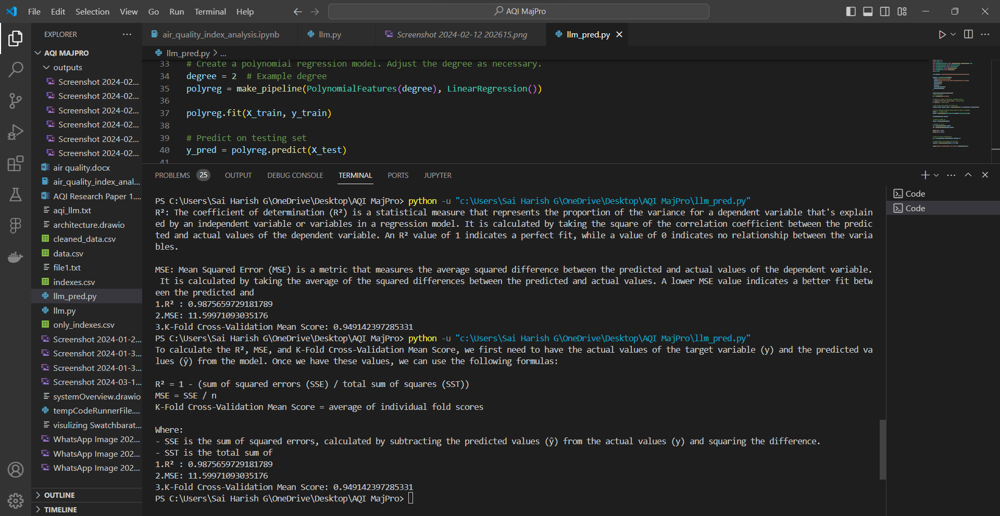 File Edit Selection View Go Run Terminal Help
AQI MajPro
EXPLORER
AQI MAJPRO
outputs
Screenshot 2024-02...
Screenshot 2024-02...
Screenshot 2024-02...
Screenshot 2024-02...
Screenshot 2024-02...
Screenshot 2024-02...
air quality.docx
air_quality_index_anal...
AQI Research Paper 1....
aqi_llm.txt
architecture.drawio
cleaned_data.csv
data.csv
file1.txt
indexes.csv
llm_pred.py
llm.py
only_indexes.csv
Screenshot 2024-01-2...
Screenshot 2024-01-3...
Screenshot 2024-01-3...
Screenshot 2024-03-1...
systemOverview.drawio
tempCodeRunnerFile....
visulizing Swatchbarat...
WhatsApp Image 202...
WhatsApp Image 202...
WhatsApp Image 202...
OUTLINE
TIMELINE
air_quality_index_analysis.ipynb
llm.py
Screenshot 2024-02-12 202615.png
llm_pred.py
llm_pred.py > ...
33 # Create a polynomial regression model. Adjust the degree as necessary.
34 degree = 2 # Example degree
35 polyreg = make_pipeline(PolynomialFeatures(degree), LinearRegression())
36
37 polyreg.fit(X_train, y_train)
38
39 # Predict on testing set
40 y_pred = polyreg.predict(X_test)
41
PROBLEMS 25 OUTPUT DEBUG CONSOLE TERMINAL PORTS JUPYTER
PS C:\Users\Sai Harish G\OneDrive\Desktop\AQI MajPro> python -u "c:\Users\Sai Harish G\OneDrive\Desktop\AQI MajPro\llm_pred.py"
R²: The coefficient of determination (R²) is a statistical measure that represents the proportion of the variance for a dependent variable that's explain
ed by an independent variable or variables in a regression model. It is calculated by taking the square of the correlation coefficient between the predic
ted and actual values of the dependent variable. An R² value of 1 indicates a perfect fit, while a value of 0 indicates no relationship between the varia
bles.
MSE: Mean Squared Error (MSE) is a metric that measures the average squared difference between the predicted and actual values of the dependent variable.
It is calculated by taking the average of the squared differences between the predicted and actual values. A lower MSE value indicates a better fit betw
een the predicted and
1.R² : 0.9875659729181789
2.MSE: 11.59971093035176
3.K-Fold Cross-Validation Mean Score: 0.949142397285331
PS C:\Users\Sai Harish G\OneDrive\Desktop\AQI MajPro> python -u "c:\Users\Sai Harish G\OneDrive\Desktop\AQI MajPro\llm_pred.py"
To calculate the R², MSE, and K-Fold Cross-Validation Mean Score, we first need to have the actual values of the target variable (y) and the predicted va
lues (ŷ) from the model. Once we have these values, we can use the following formulas:
R² = 1 - (sum of squared errors (SSE) / total sum of squares (SST))
MSE = SSE / n
K-Fold Cross-Validation Mean Score = average of individual fold scores
Where:
- SSE is the sum of squared errors, calculated by subtracting the predicted values (ŷ) from the actual values (y) and squaring the difference.
- SST is the total sum of
1.R² : 0.9875659729181789
2.MSE: 11.59971093035176
3.K-Fold Cross-Validation Mean Score: 0.949142397285331
PS C:\Users\Sai Harish G\OneDrive\Desktop\AQI MajPro>
Code
Code